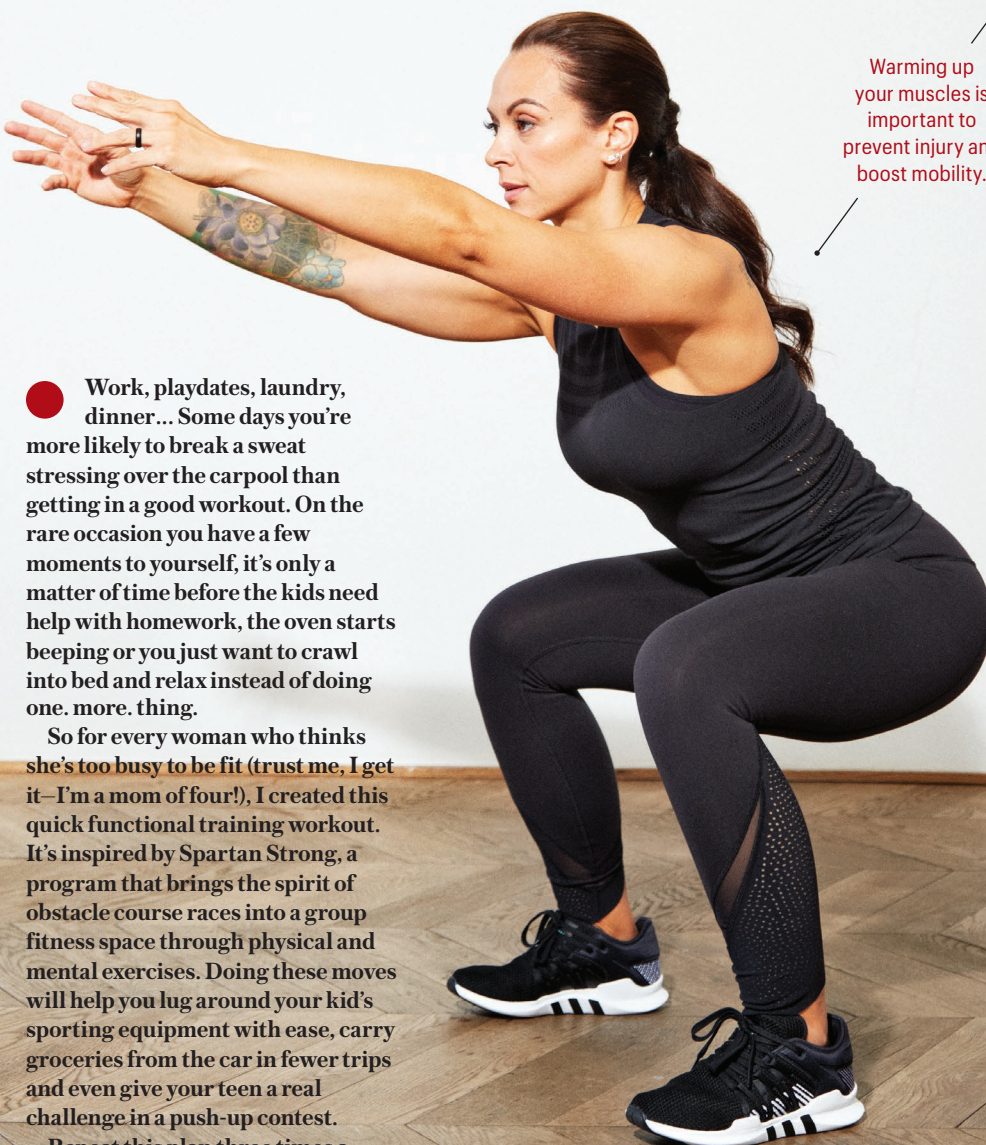 Warming up
your muscles is
important to
prevent injury an
boost mobility.
Work, playdates, laundry,
dinner... Some days you're
more likely to break a sweat
stressing over the carpool than
getting in a good workout. On the
rare occasion you have a few
moments to yourself, it's only a
matter of time before the kids need
help with homework, the oven starts
beeping or you just want to crawl
into bed and relax instead of doing
one. more. thing.
So for every woman who thinks
she's too busy to be fit (trust me, I get
it—I'm a mom of four!), I created this
quick functional training workout.
It's inspired by Spartan Strong, a
program that brings the spirit of
obstacle course races into a group
fitness space through physical and
mental exercises. Doing these moves
will help you lug around your kid's
sporting equipment with ease, carry
groceries from the car in fewer trips
and even give your teen a real
challenge in a push-up contest.
Repeat this plan three times a